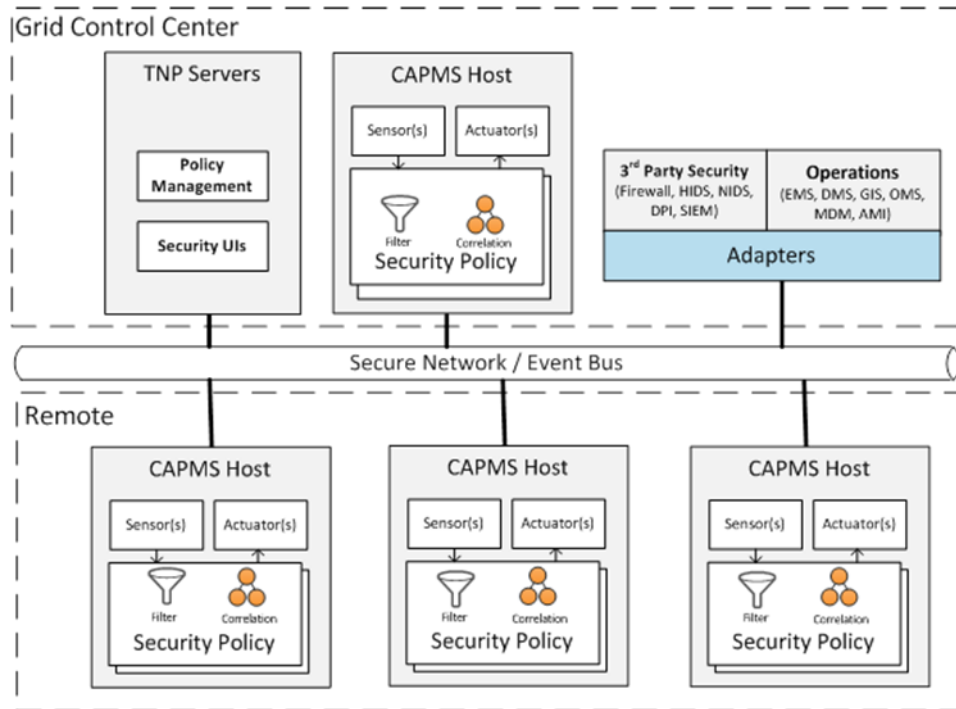 Grid Control Center
TNP Servers
Policy
Management
Security UIs
CAPMS Host
Sensor(s)
Actuator(s)
Filter
Correlation
Security Policy
3rd Party Security
(Firewall, HIDS, NIDS,
DPI, SIEM)
Operations
(EMS, DMS, GIS, OMS,
MDM, AMI)
Adapters
Secure Network / Event Bus
Remote
CAPMS Host
Sensor(s)
Actuator(s)
Filter
Correlation
Security Policy
CAPMS Host
Sensor(s)
Actuator(s)
Filter
Correlation
Security Policy
CAPMS Host
Sensor(s)
Actuator(s)
Filter
Correlation
Security Policy